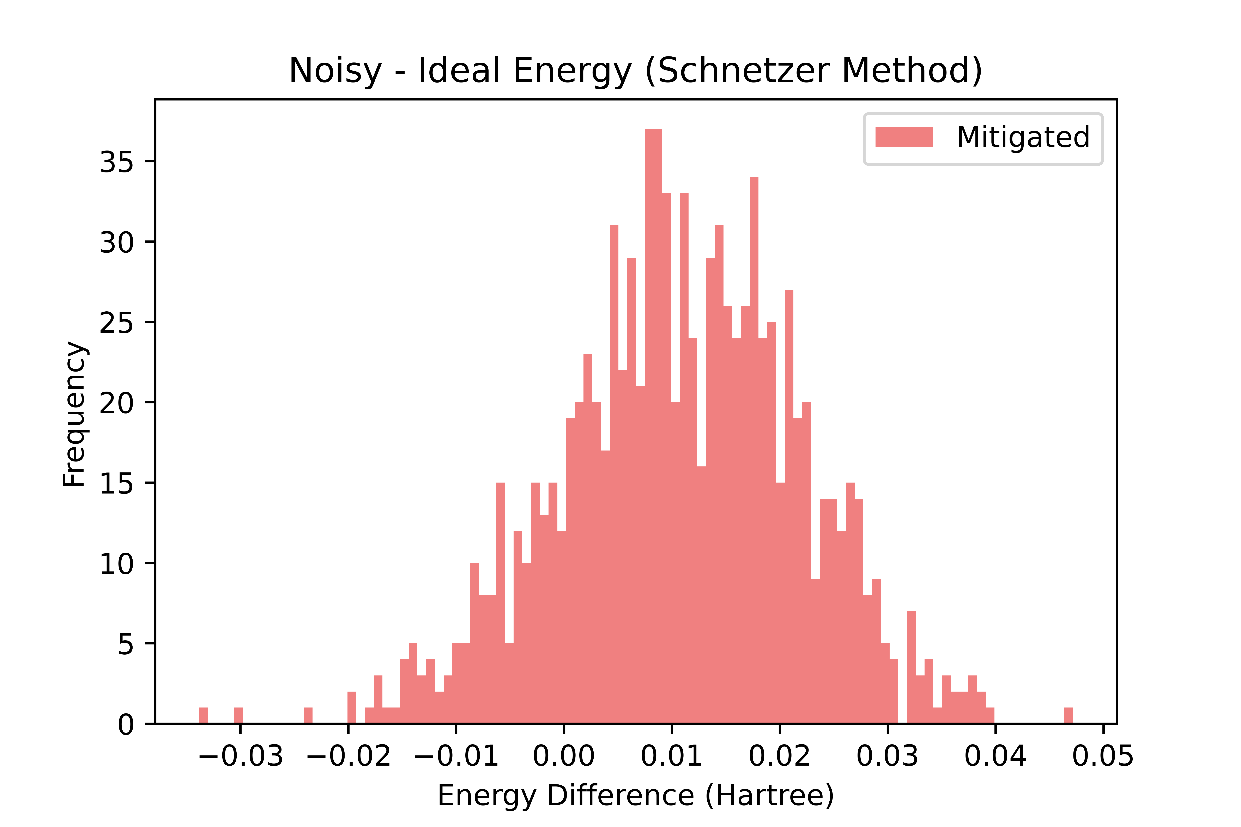 Noisy - Ideal Energy (Schnetzer Method)
Mitigated
35
30
25
20
15
10
5
0
Frequency
−0.03 −0.02 −0.01 0.00 0.01 0.02 0.03 0.04 0.05
Energy Difference (Hartree)